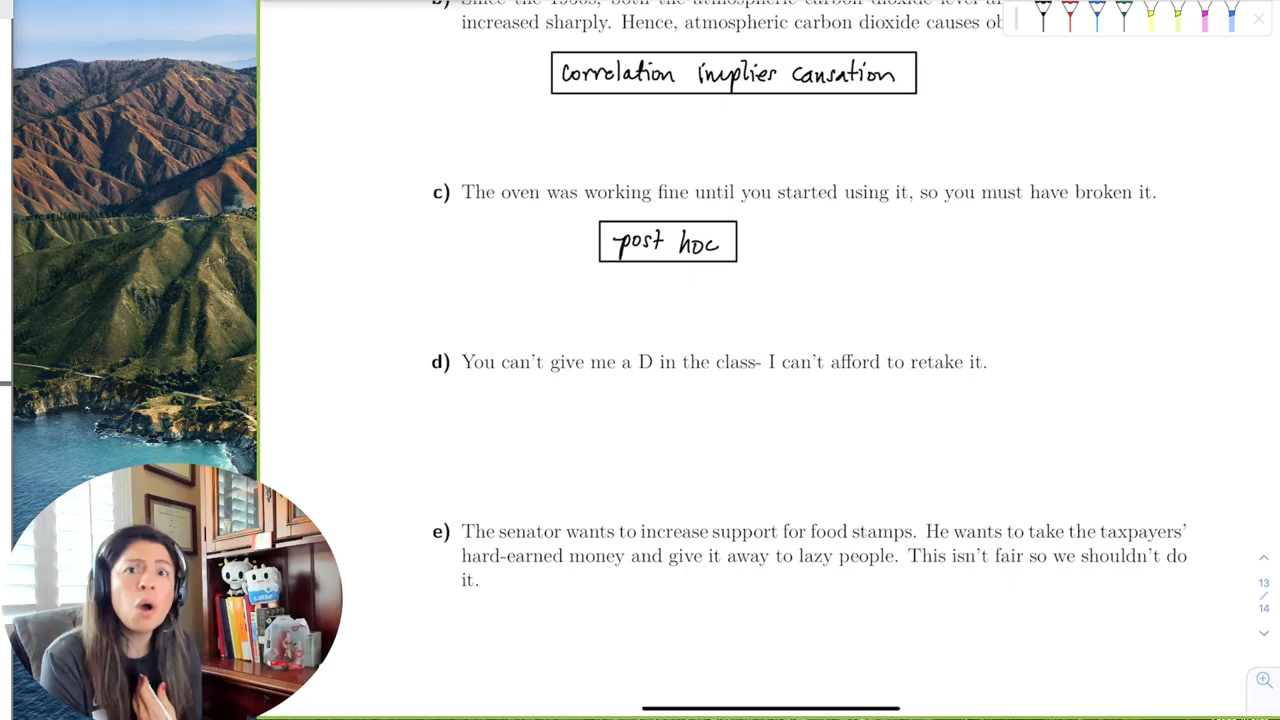 increased sharply. Hence, atmospheric carbon dioxide causes
correlation implies causation
c) The oven was working fine until you started using it, so you must have broken it.
post hoc
d) You can't give me a D in the class- I can't afford to retake it.
e) The senator wants to increase support for food stamps. He wants to take the taxpayers'
hard-earned money and give it away to lazy people. This isn't fair so we shouldn't do
it.
13
/
14